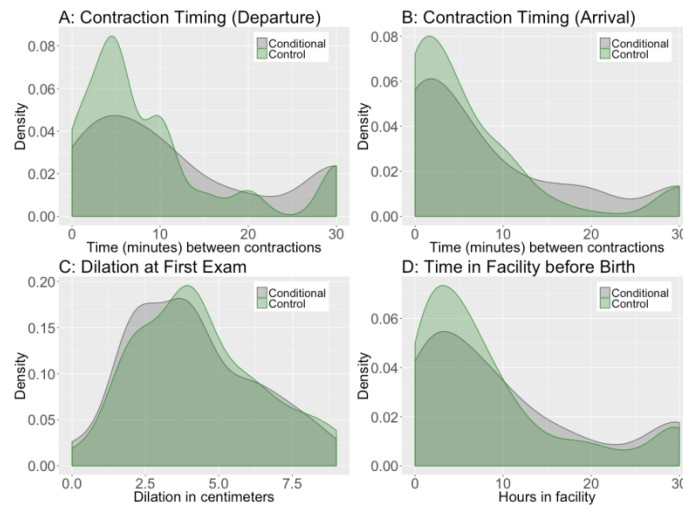 A: Contraction Timing (Departure)
Conditional
Control
0.08
0.06
0.04
0.02
0.00
Density
0
10
20
30
Time (minutes) between contractions
B: Contraction Timing (Arrival)
Conditional
Control
0.08
0.06
0.04
0.02
0.00
Density
0
10
20
30
Time (minutes) between contractions
C: Dilation at First Exam
Conditional
Control
0.20
0.15
0.10
0.05
0.00
Density
0.0
2.5
5.0
7.5
Dilation in centimeters
D: Time in Facility before Birth
Conditional
Control
0.06
0.04
0.02
0.00
Density
0
10
20
30
Hours in facility